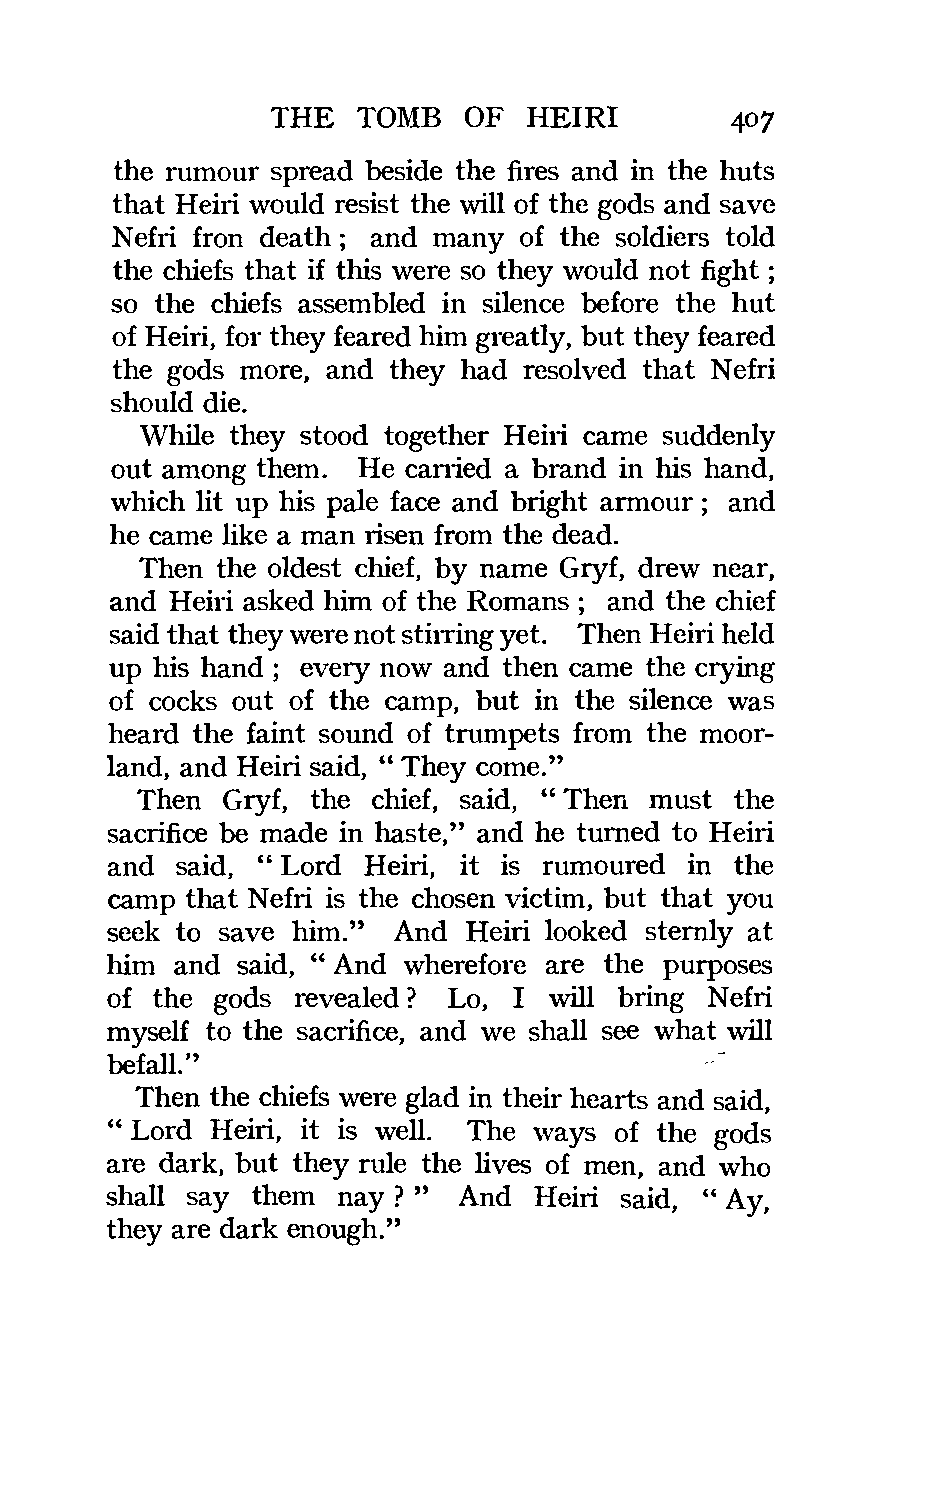 THE TOMB OF HEIRI 407
the rumour spread beside the fires and in the huts
that Heiri would resist the will of the gods and save
Nefri fron death ; and many of the soldiers told
the chiefs that if this were so they would not fight ;
so the chiefs assembled in silence before the hut
of Heiri, for they feared him greatly, but they feared
the gods more, and they had resolved that Nefri
should die.
While they stood together Heiri came suddenly
out among them. He carried a brand in his hand,
which lit up his pale face and bright armour ; and
he came like a man risen from the dead.
Then the oldest chief, by name Gryf, drew near,
and Heiri asked him of the Romans ; and the chief
said that they were not stirring yet. Then Heiri held
up his hand ; every now and then came the crying
of cocks out of the camp, but in the silence was
heard the faint sound of trumpets from the moor-
land, and Heiri said, “ They come.”
Then Gryf, the chief, said, “ Then must the
sacrifice be made in haste,” and he turned to Heiri
and said, “ Lord Heiri, it is rumoured in the
camp that Nefri is the chosen victim, but that you
seek to save him.” And Heiri looked sternly at
him and said, “ And wherefore are the purposes
of the gods revealed ? Lo, I will bring Nefri
myself to the sacrifice, and we shall see what will
befall.”
Then the chiefs were glad in their hearts and said,
“ Lord Heiri, it is well. The ways of the gods
are dark, but they rule the lives of men, and who
shall say them nay ? ” And Heiri said, “ Ay,
they are dark enough.”